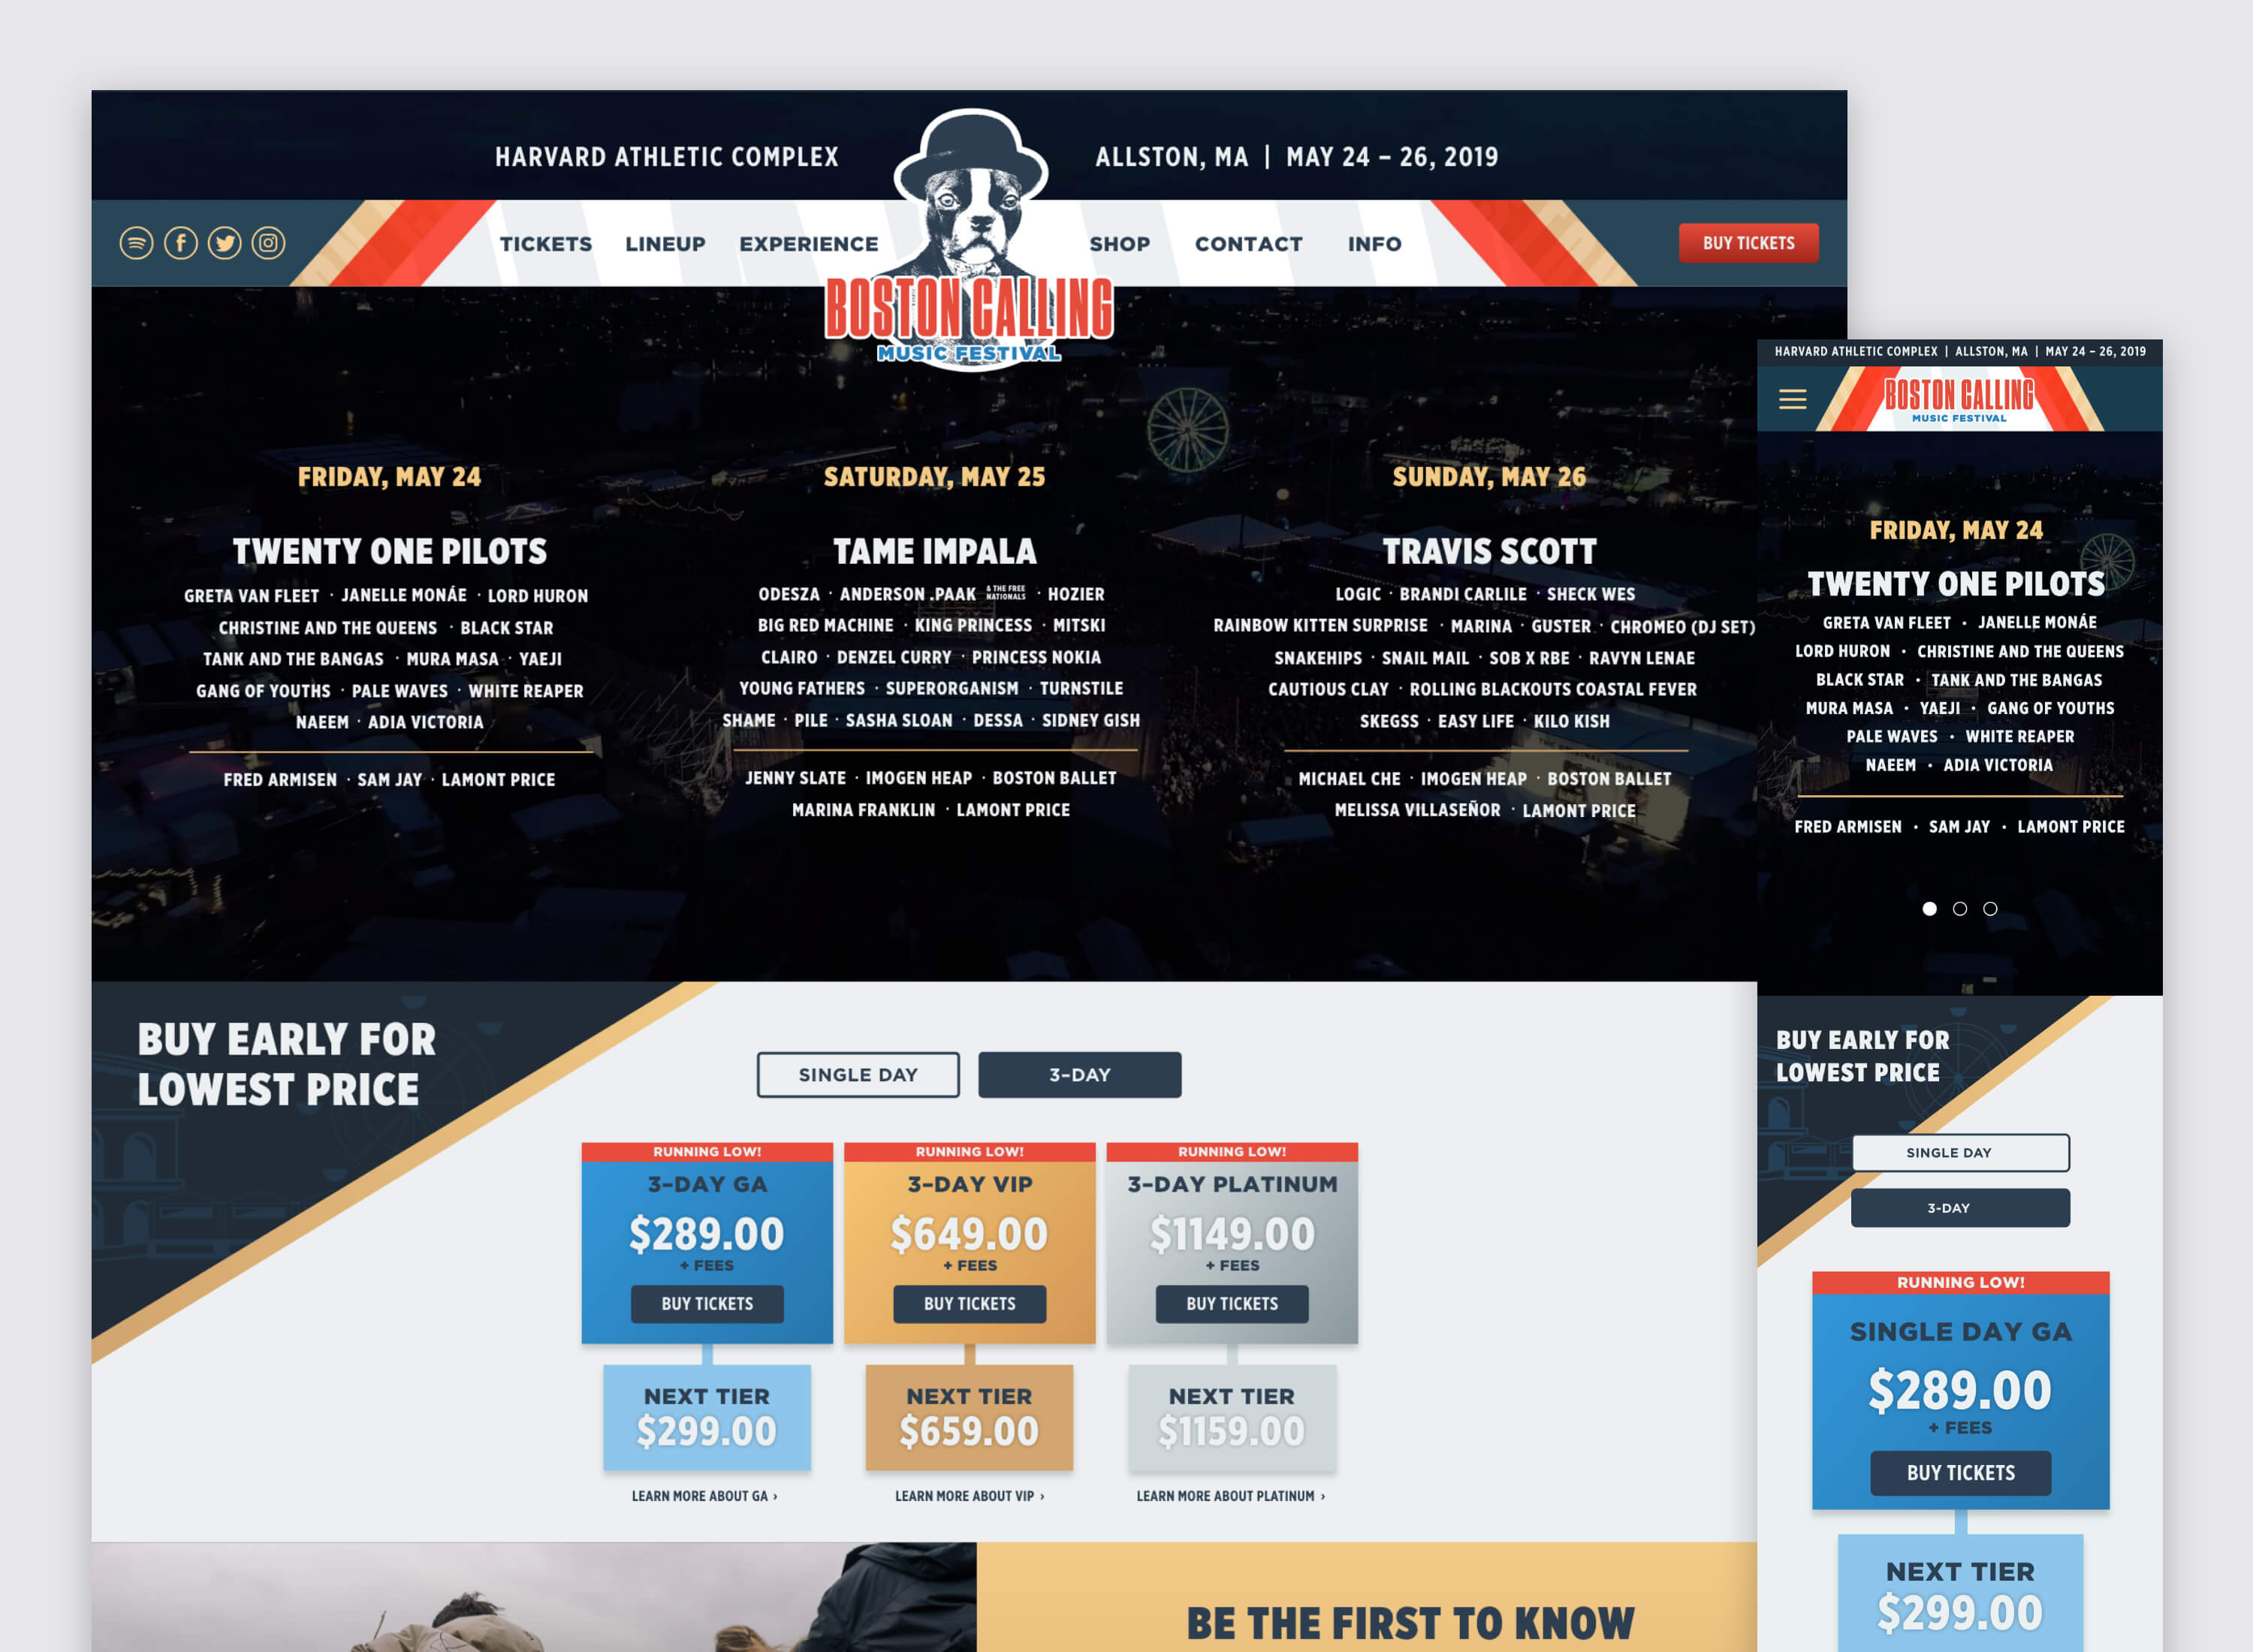 HARVARD ATHLETIC COMPLEX
ALLSTON, MA | MAY 24 – 26, 2019
TICKETS LINEUP EXPERIENCE
SHOP CONTACT INFO
BUY TICKETS
BOSTON CALLING
MUSIC FESTIVAL
FRIDAY, MAY 24
TWENTY ONE PILOTS
GRETA VAN FLEET · JANELLE MONÁE · LORD HURON
CHRISTINE AND THE QUEENS · BLACK STAR
TANK AND THE BANGAS · MURA MASA · YAEJI
GANG OF YOUTHS · PALE WAVES · WHITE REAPER
NAEEM · ADIA VICTORIA
FRED ARMISEN · SAM JAY · LAMONT PRICE
SATURDAY, MAY 25
TAME IMPALA
ODESZA · ANDERSON .PAAK & THE FREE NATIONALS · HOZIER
BIG RED MACHINE · KING PRINCESS · MITSKI
CLAIRO · DENZEL CURRY · PRINCESS NOKIA
YOUNG FATHERS · SUPERORGANISM · TURNSTILE
SHAME · PILE · SASHA SLOAN · DESSA · SIDNEY GISH
JENNY SLATE · IMOGEN HEAP · BOSTON BALLET
MARINA FRANKLIN · LAMONT PRICE
SUNDAY, MAY 26
TRAVIS SCOTT
LOGIC · BRANDI CARLILE · SHECK WES
RAINBOW KITTEN SURPRISE · MARINA · GUSTER · CHROMEO (DJ SET)
SNAKEHIPS · SNAIL MAIL · SOB X RBE · RAVYN LENAE
CAUTIOUS CLAY · ROLLING BLACKOUTS COASTAL FEVER
SKEGSS · EASY LIFE · KILO KISH
MICHAEL CHE · IMOGEN HEAP · BOSTON BALLET
MELISSA VILLASEÑOR · LAMONT PRICE
BUY EARLY FOR
LOWEST PRICE
SINGLE DAY
3-DAY
RUNNING LOW!
3-DAY GA
$289.00
+ FEES
BUY TICKETS
NEXT TIER
$299.00
LEARN MORE ABOUT GA ›
RUNNING LOW!
3-DAY VIP
$649.00
+ FEES
BUY TICKETS
NEXT TIER
$659.00
LEARN MORE ABOUT VIP ›
RUNNING LOW!
3-DAY PLATINUM
$1149.00
+ FEES
BUY TICKETS
NEXT TIER
$1159.00
LEARN MORE ABOUT PLATINUM ›
BE THE FIRST TO KNOW
HARVARD ATHLETIC COMPLEX | ALLSTON, MA | MAY 24 – 26, 2019
BOSTON CALLING
MUSIC FESTIVAL
FRIDAY, MAY 24
TWENTY ONE PILOTS
GRETA VAN FLEET • JANELLE MONÁE
LORD HURON • CHRISTINE AND THE QUEENS
BLACK STAR • TANK AND THE BANGAS
MURA MASA • YAEJI • GANG OF YOUTHS
PALE WAVES • WHITE REAPER
NAEEM • ADIA VICTORIA
FRED ARMISEN • SAM JAY • LAMONT PRICE
BUY EARLY FOR
LOWEST PRICE
SINGLE DAY
3-DAY
RUNNING LOW!
SINGLE DAY GA
$289.00
+ FEES
BUY TICKETS
NEXT TIER
$299.00